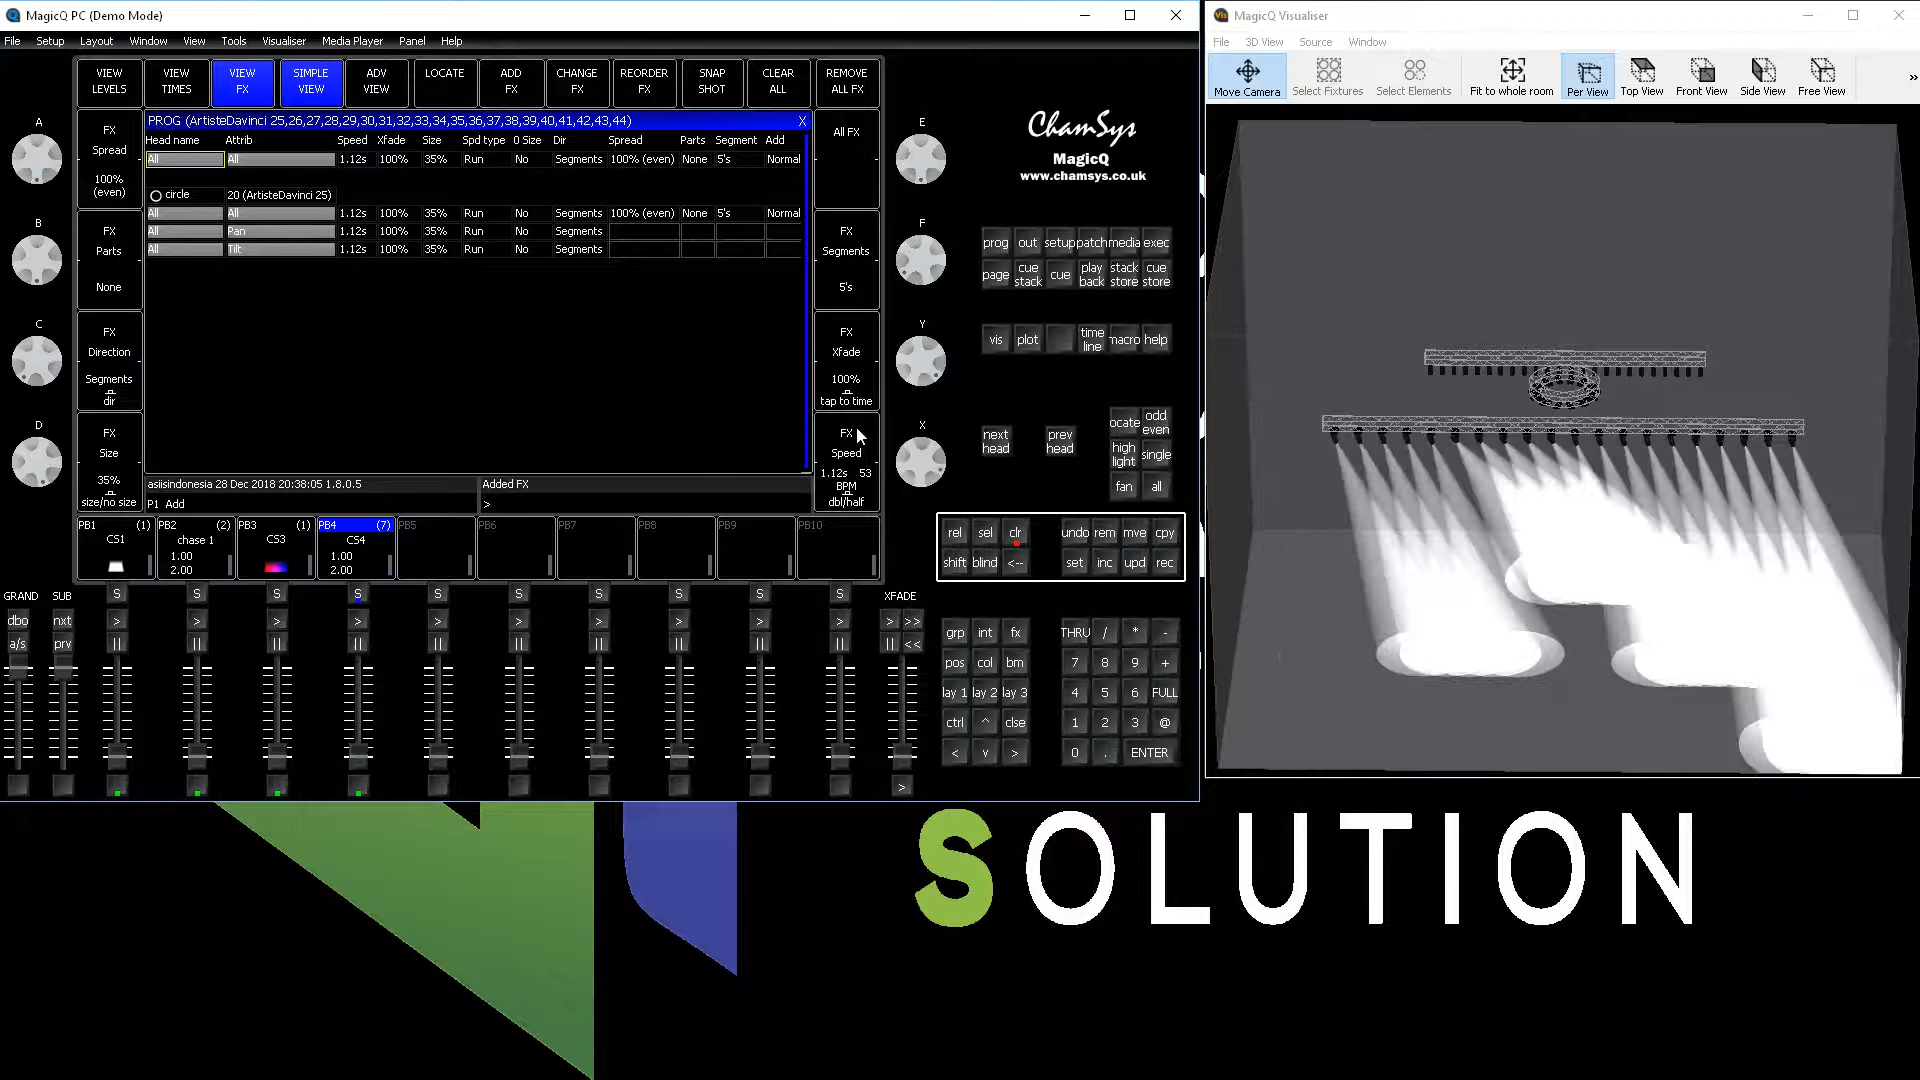 MagicQ PC (Demo Mode)
File Setup Layout Window View Tools Visualiser Media Player Panel Help
VIEW LEVELS
VIEW TIMES
VIEW FX
SIMPLE VIEW
ADV VIEW
LOCATE
ADD FX
CHANGE FX
REORDER FX
SNAP SHOT
CLEAR ALL
REMOVE ALL FX
A
B
C
D
FX Spread
100% (even)
FX Parts
None
FX Direction
Segments
dir
FX Size
35%
size/no size
PROG (ArtisteDavinci 25,26,27,28,29,30,31,32,33,34,35,36,37,38,39,40,41,42,43,44) X
Head name Attrib Speed Xfade Size Spd type 0 Size Dir Spread Parts Segment Add
All All 1.12s 100% 35% Run No Segments 100% (even) None 5's Normal
circle 20 (ArtisteDavinci 25)
All All 1.12s 100% 35% Run No Segments 100% (even) None 5's Normal
All Pan 1.12s 100% 35% Run No Segments
All Tilt 1.12s 100% 35% Run No Segments
asiisindonesia 28 Dec 2018 20:38:05 1.8.0.5 Added FX
P1 Add >
All FX
FX Segments
5's
FX Xfade
100%
tap to time
FX Speed
1.12s 53 BPM
dbl/half
E
F
Y
X
PB1 (1) PB2 (2) PB3 (1) PB4 (7) PB5 PB6 PB7 PB8 PB9 PB10
CS1 chase 1 CS3 CS4
1.00 1.00
2.00 2.00
GRAND SUB S S S S S S S S S S XFADE
dbo nxt > > > > > > > > > > > >>
a/s prv || || || || || || || || || || || <<
>
ChamSys
MagicQ
www.chamsys.co.uk
prog out setup patch media exec
page cue stack cue play back stack store cue store
vis plot time line macro help
next head prev head ocate odd even
high light single
fan all
rel sel clr undo rem mve cpy
shift blind <-- set inc upd rec
grp int fx THRU / * -
pos col bm 7 8 9 +
lay 1 lay 2 lay 3 4 5 6 FULL
ctrl ^ clse 1 2 3 @
< v > 0 . ENTER
Vis MagicQ Visualiser
File 3D View Source Window
Move Camera Select Fixtures Select Elements Fit to whole room Per View Top View Front View Side View Free View »
SOLUTION